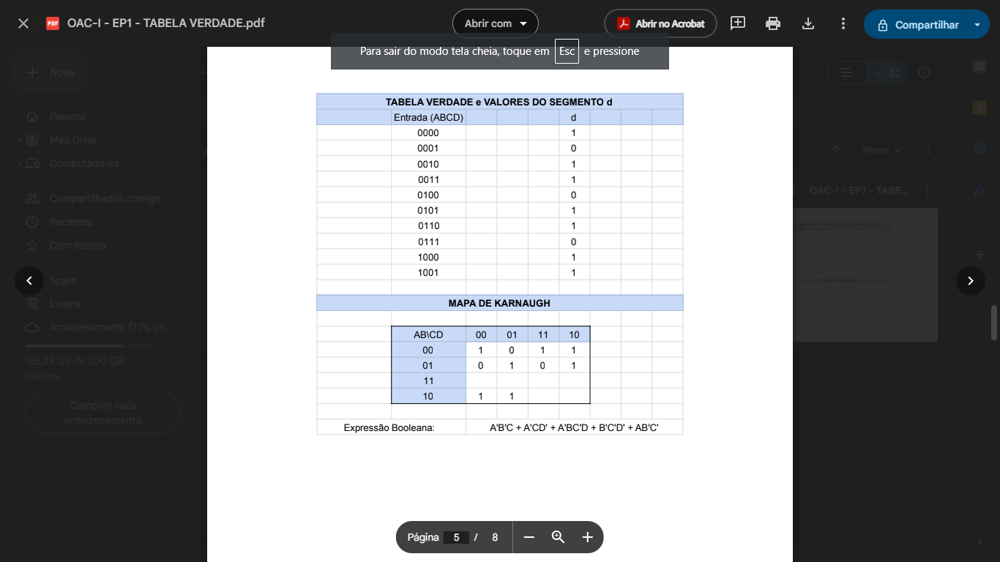 OAC-I - EP1 - TABELA VERDADE.pdf
Abrir com
Abrir no Acrobat
Compartilhar
Para sair do modo tela cheia, toque em Esc e pressione
Novo
Pessoal
Meu Drive
Computadores
Compartilhados comigo
Recentes
Com estrela
Spam
Lixeira
Armazenamento (77% us...
155,28 GB de 200 GB
usados
Comprar mais
armazenamento
Nome
OAC-I - EP1 - TABE...
TABELA VERDADE e VALORES DO SEGMENTO d
Entrada (ABCD) d
0000 1
0001 0
0010 1
0011 1
0100 0
0101 1
0110 1
0111 0
1000 1
1001 1
MAPA DE KARNAUGH
AB\CD 00 01 11 10
00 1 0 1 1
01 0 1 0 1
11
10 1 1
Expressão Booleana: A'B'C + A'CD' + A'BC'D + B'C'D' + AB'C'
Página 5 / 8